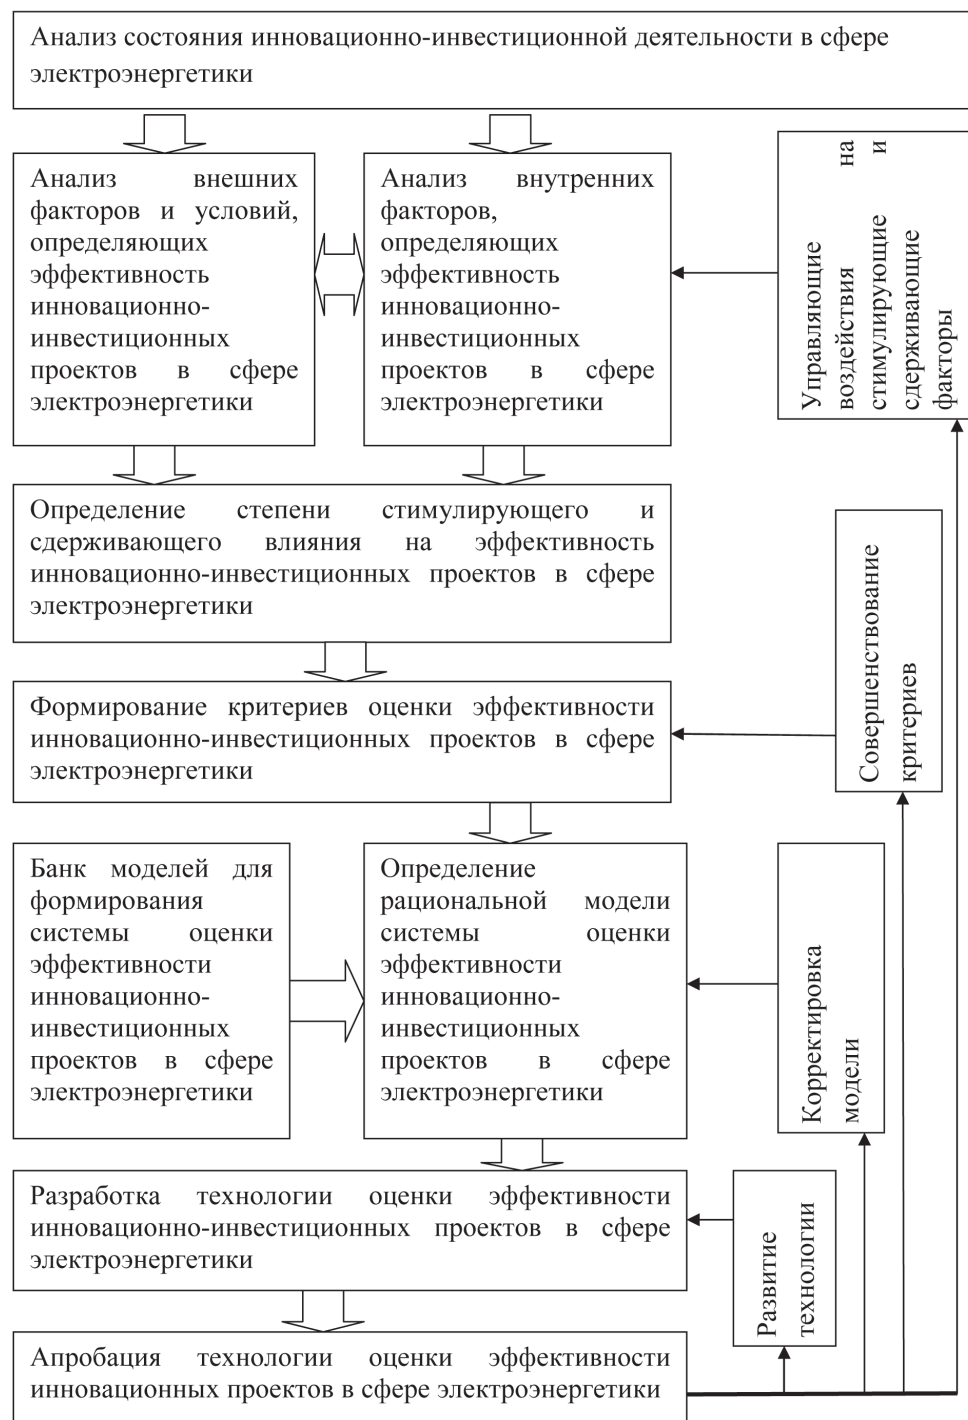 Анализ состояния инновационно-инвестиционной деятельности в сфере
электроэнергетики
Анализ внешних
факторов и условий,
определяющих
эффективность
инновационно-
инвестиционных
проектов в сфере
электроэнергетики
Анализ внутренних
факторов,
определяющих
эффективность
инновационно-
инвестиционных
проектов в сфере
электроэнергетики
Управляющие
воздействия на
стимулирующие и
сдерживающие
факторы
Определение степени стимулирующего и
сдерживающего влияния на эффективность
инновационно-инвестиционных проектов в сфере
электроэнергетики
Формирование критериев оценки эффективности
инновационно-инвестиционных проектов в сфере
электроэнергетики
Совершенствование
критериев
Банк моделей для
формирования
системы оценки
эффективности
инновационно-
инвестиционных
проектов в сфере
электроэнергетики
Определение
рациональной модели
системы оценки
эффективности
инновационно-
инвестиционных
проектов в сфере
электроэнергетики
Корректировка
модели
Разработка технологии оценки эффективности
инновационно-инвестиционных проектов в сфере
электроэнергетики
Развитие
технологии
Апробация технологии оценки эффективности
инновационных проектов в сфере электроэнергетики